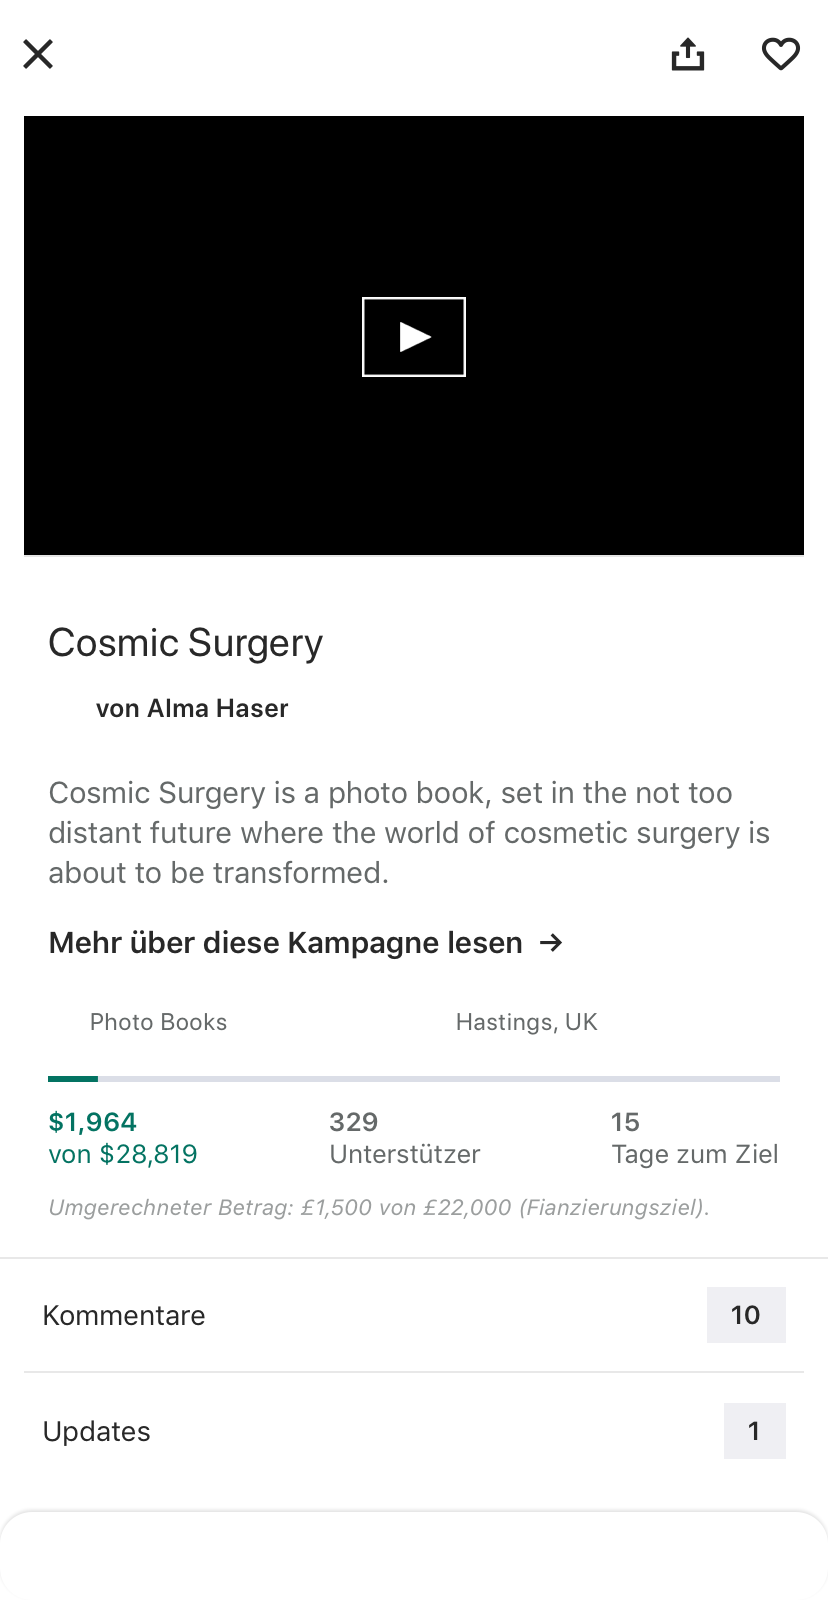 Cosmic Surgery
von Alma Haser
Cosmic Surgery is a photo book, set in the not too
distant future where the world of cosmetic surgery is
about to be transformed.
Mehr über diese Kampagne lesen →
Photo Books
Hastings, UK
$1,964
von $28,819
329
Unterstützer
15
Tage zum Ziel
Umgerechneter Betrag: £1,500 von £22,000 (Fianzierungsziel).
Kommentare
10
Updates
1